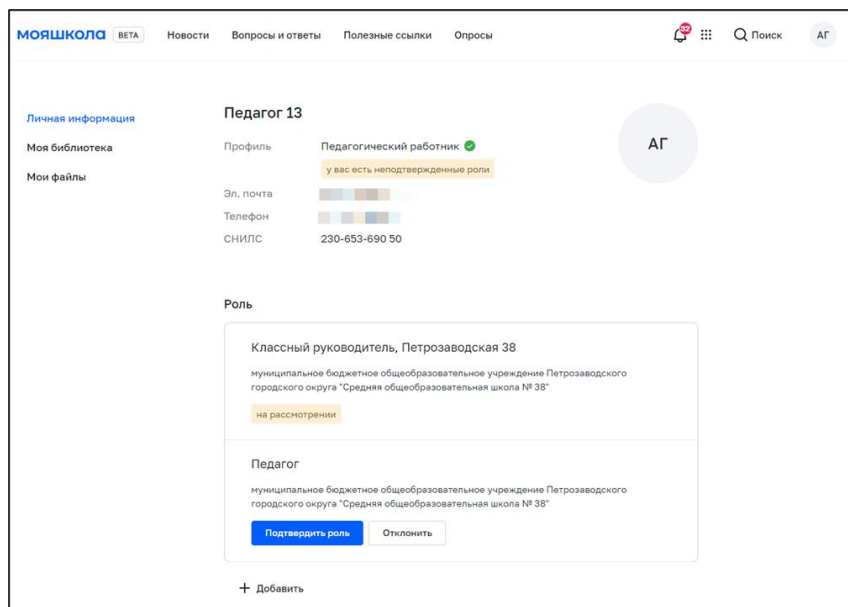 МОЯШКОЛА BETA Новости Вопросы и ответы Полезные ссылки Опросы 32 Поиск АГ
Личная информация
Моя библиотека
Мои файлы
Педагог 13
Профиль Педагогический работник
у вас есть неподтвержденные роли
Эл. почта
Телефон
СНИЛС 230-653-690 50
АГ
Роль
Классный руководитель, Петрозаводская 38
муниципальное бюджетное общеобразовательное учреждение Петрозаводского
городского округа "Средняя общеобразовательная школа № 38"
на рассмотрении
Педагог
муниципальное бюджетное общеобразовательное учреждение Петрозаводского
городского округа "Средняя общеобразовательная школа № 38"
Подтвердить роль Отклонить
+ Добавить